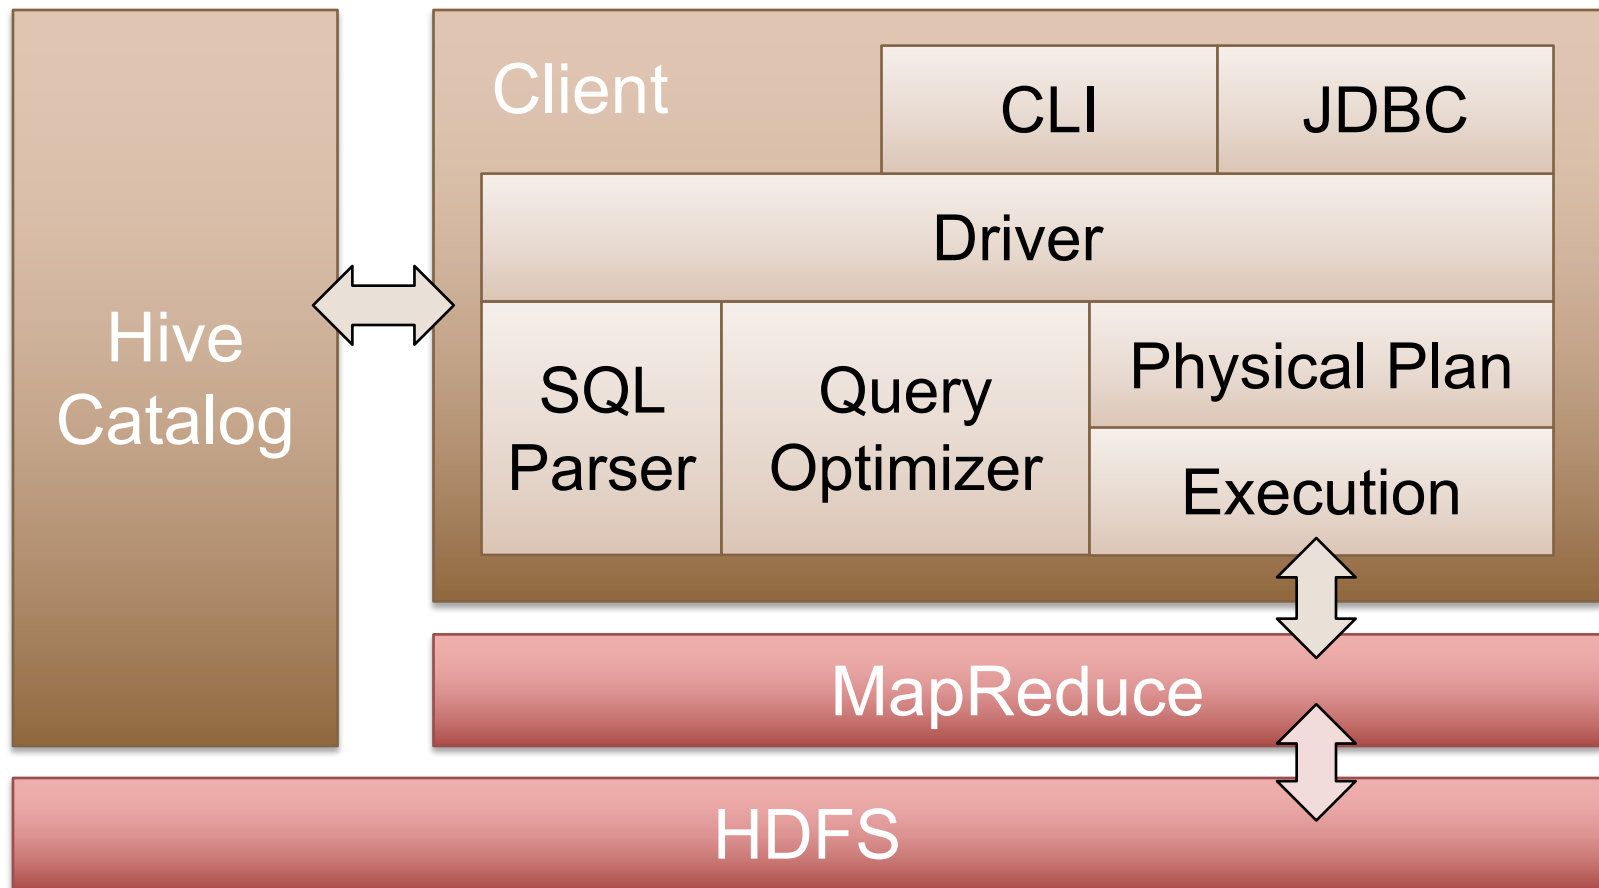 Client
CLI
JDBC
Driver
Hive
Catalog
SQL
Parser
Query
Optimizer
Physical Plan
Execution
MapReduce
HDFS